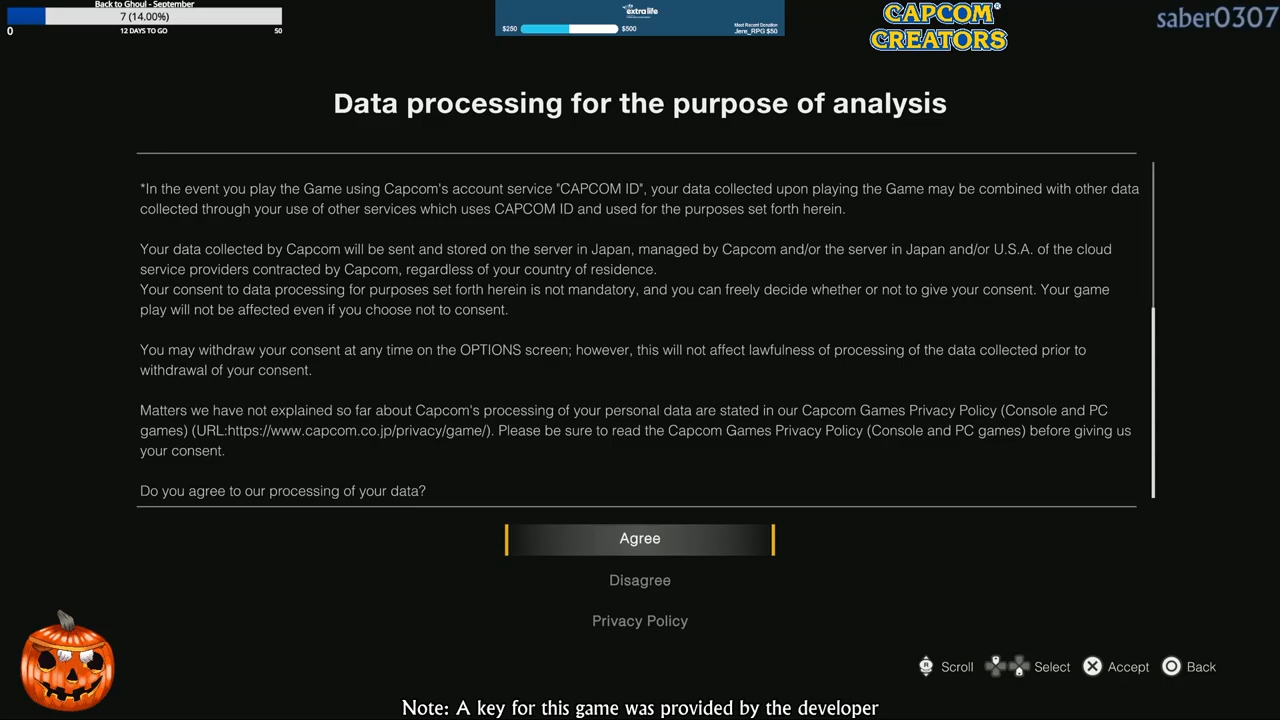 Back to Ghoul - September
7 (14.00%)
0
12 DAYS TO GO
50
extra life
$250
$500
Most Recent Donation
Jere_RPG $50
CAPCOM®
CREATORS
saber0307
Data processing for the purpose of analysis
*In the event you play the Game using Capcom's account service "CAPCOM ID", your data collected upon playing the Game may be combined with other data
collected through your use of other services which uses CAPCOM ID and used for the purposes set forth herein.
Your data collected by Capcom will be sent and stored on the server in Japan, managed by Capcom and/or the server in Japan and/or U.S.A. of the cloud
service providers contracted by Capcom, regardless of your country of residence.
Your consent to data processing for purposes set forth herein is not mandatory, and you can freely decide whether or not to give your consent. Your game
play will not be affected even if you choose not to consent.
You may withdraw your consent at any time on the OPTIONS screen; however, this will not affect lawfulness of processing of the data collected prior to
withdrawal of your consent.
Matters we have not explained so far about Capcom's processing of your personal data are stated in our Capcom Games Privacy Policy (Console and PC
games) (URL:https://www.capcom.co.jp/privacy/game/). Please be sure to read the Capcom Games Privacy Policy (Console and PC games) before giving us
your consent.
Do you agree to our processing of your data?
Agree
Disagree
Privacy Policy
R Scroll Select Accept Back
Note: A key for this game was provided by the developer